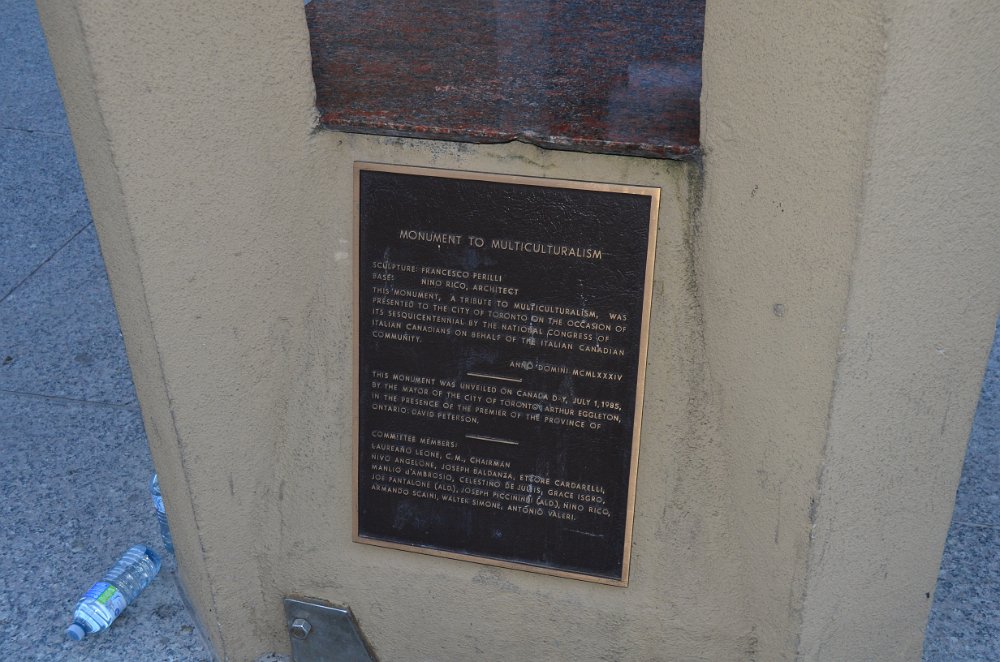 MONUMENT TO MULTICULTURALISM
SCULPTURE: FRANCESCO PERILLI
BASE: NINO RICO, ARCHITECT
THIS MONUMENT, A TRIBUTE TO MULTICULTURALISM, WAS
PRESENTED TO THE CITY OF TORONTO ON THE OCCASION OF
ITS SESQUICENTENNIAL BY THE NATIONAL CONGRESS OF
ITALIAN CANADIANS ON BEHALF OF THE ITALIAN CANADIAN
COMMUNITY.
ANNO DOMINI MCMLXXXIV
THIS MONUMENT WAS UNVEILED ON CANADA D-Y, JULY 1, 1985,
BY THE MAYOR OF THE CITY OF TORONTO, ARTHUR EGGLETON,
IN THE PRESENCE OF THE PREMIER OF THE PROVINCE OF
ONTARIO: DAVID PETERSON.
COMMITTEE MEMBERS:
LAUREANO LEONE, C.M., CHAIRMAN
NIVO ANGELONE, JOSEPH BALDANZA, ETTORE CARDARELLI,
MANLIO d'AMBROSIO, CELESTINO DE IULIIS, GRACE ISGRO,
JOE PANTALONE (ALD), JOSEPH PICCININNI (ALD), NINO RICO,
ARMANDO SCAINI, WALTER SIMONE, ANTONIO VALERI.